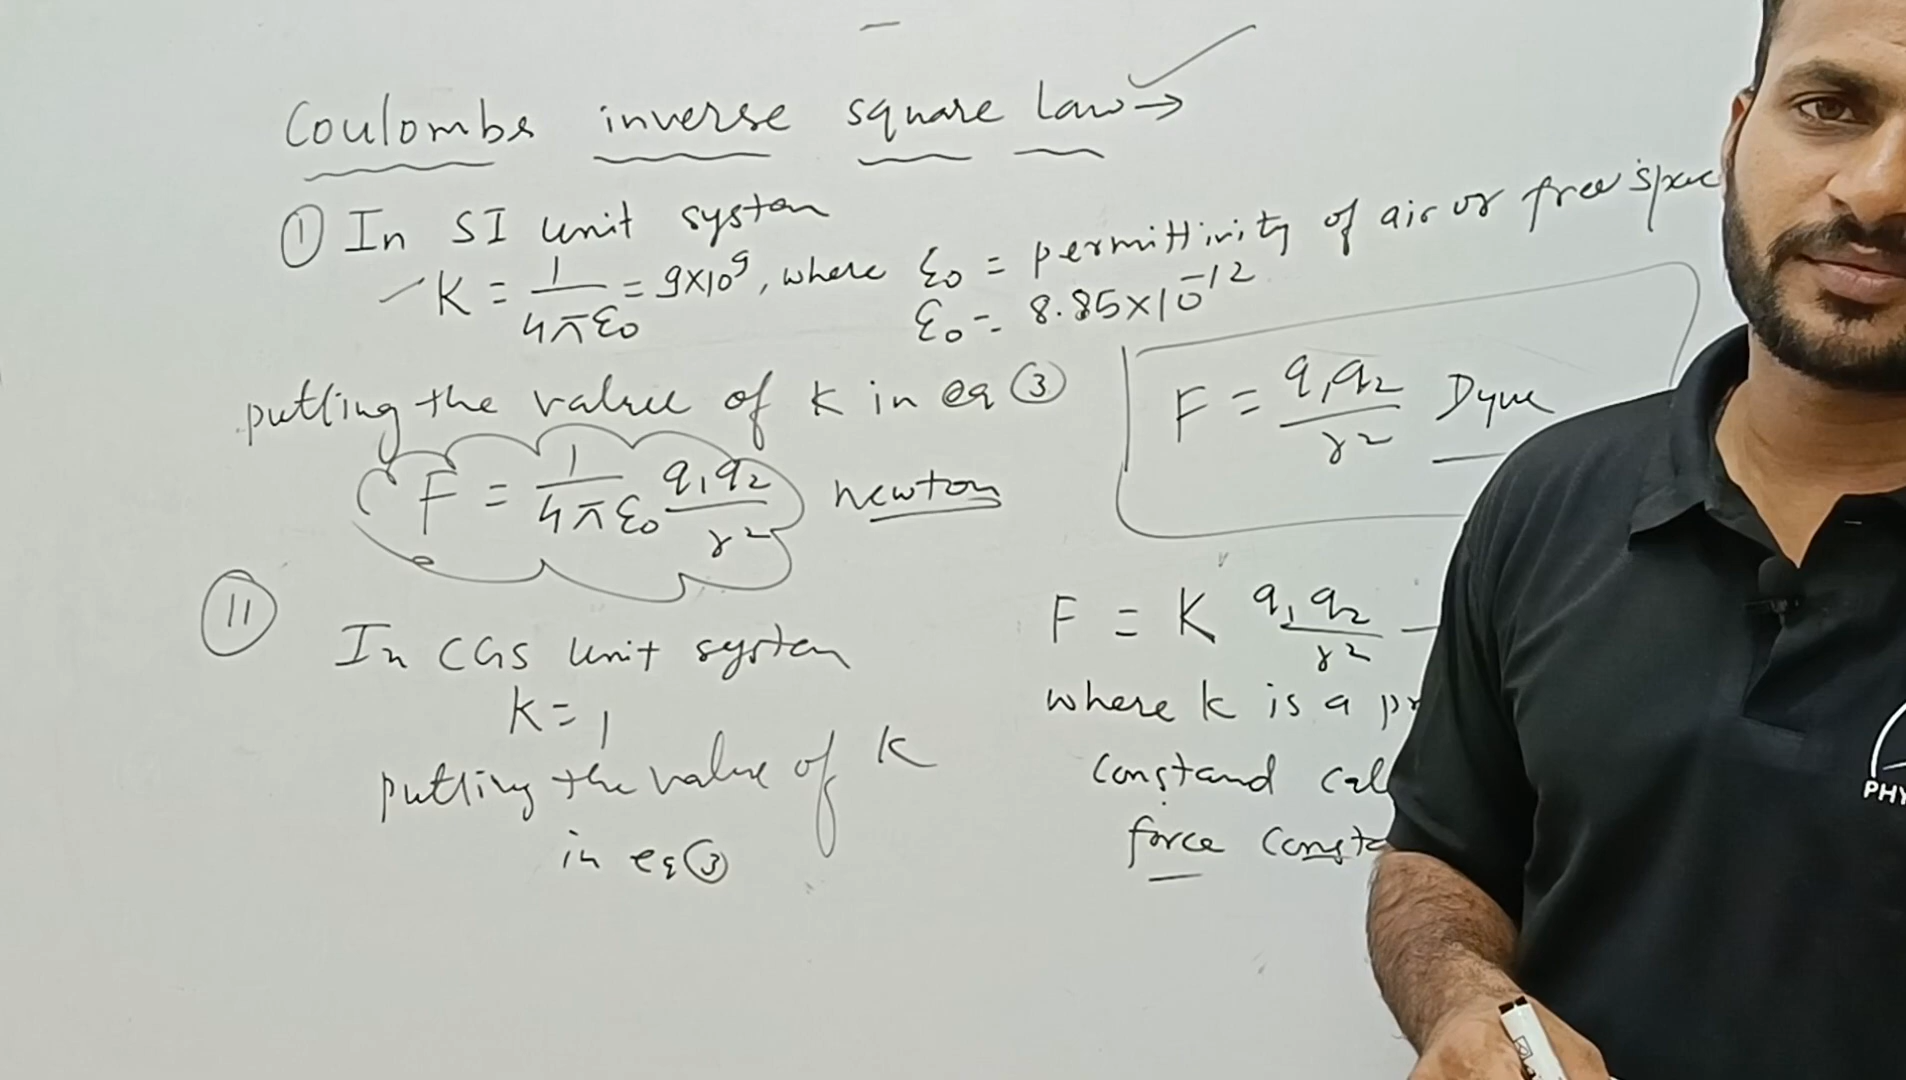 Coulombs inverse square Law →
① In SI unit system
K = 1/4πε₀ = 9×10⁹, where ε₀ = permittivity of air or free space
ε₀ = 8.85×10⁻¹²
putting the value of K in eq ③
F = 1/4πε₀ q₁q₂/r² newton
F = q₁q₂/r² Dyne
11
In CGS Unit system
K = 1
putting the value of K
in eq ③
F = K q₁q₂/r² —
where K is a
constand
force
PHY